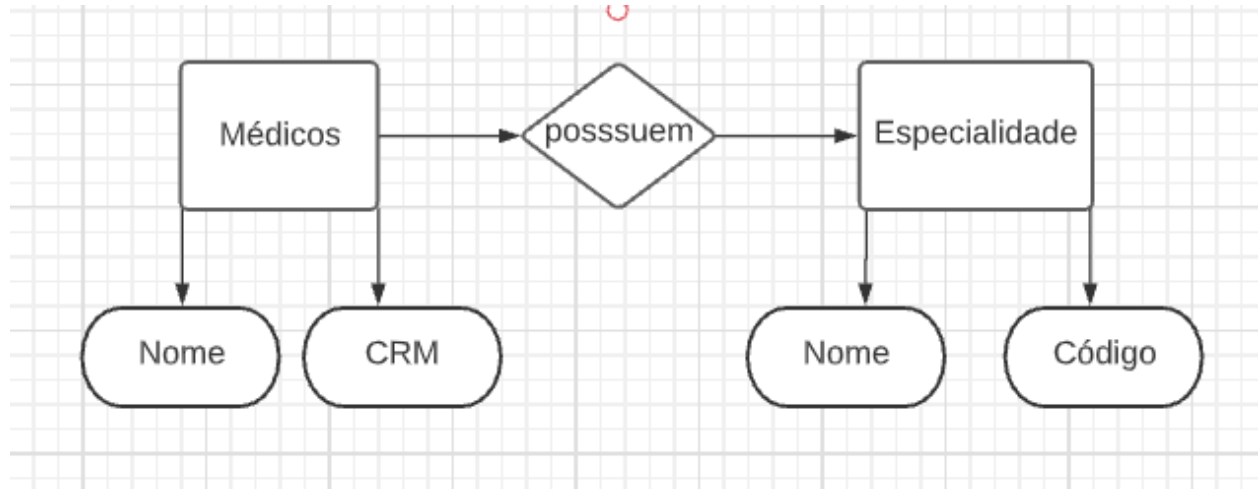 Médicos
posssuem
Especialidade
Nome
CRM
Nome
Código